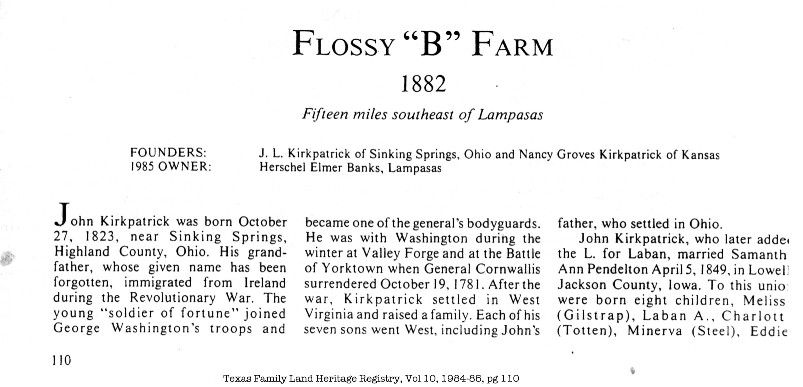 FLOSSY "B" FARM
1882
Fifteen miles southeast of Lampasas
FOUNDERS: J. L. Kirkpatrick of Sinking Springs, Ohio and Nancy Groves Kirkpatrick of Kansas
1985 OWNER: Herschel Elmer Banks, Lampasas
John Kirkpatrick was born October
27, 1823, near Sinking Springs,
Highland County, Ohio. His grand-
father, whose given name has been
forgotten, immigrated from Ireland
during the Revolutionary War. The
young "soldier of fortune" joined
George Washington's troops and
became one of the general's bodyguards.
He was with Washington during the
winter at Valley Forge and at the Battle
of Yorktown when General Cornwallis
surrendered October 19, 1781. After the
war, Kirkpatrick settled in West
Virginia and raised a family. Each of his
seven sons went West, including John's
father, who settled in Ohio.
John Kirkpatrick, who later adde
the L. for Laban, married Samanth
Ann Pendelton April 5, 1849, in Lowell
Jackson County, Iowa. To this unio
were born eight children, Meliss
(Gilstrap), Laban A., Charlott
(Totten), Minerva (Steel), Eddie
110
Texas Family Land Heritage Registry, Vol 10, 1984-86, pg 110